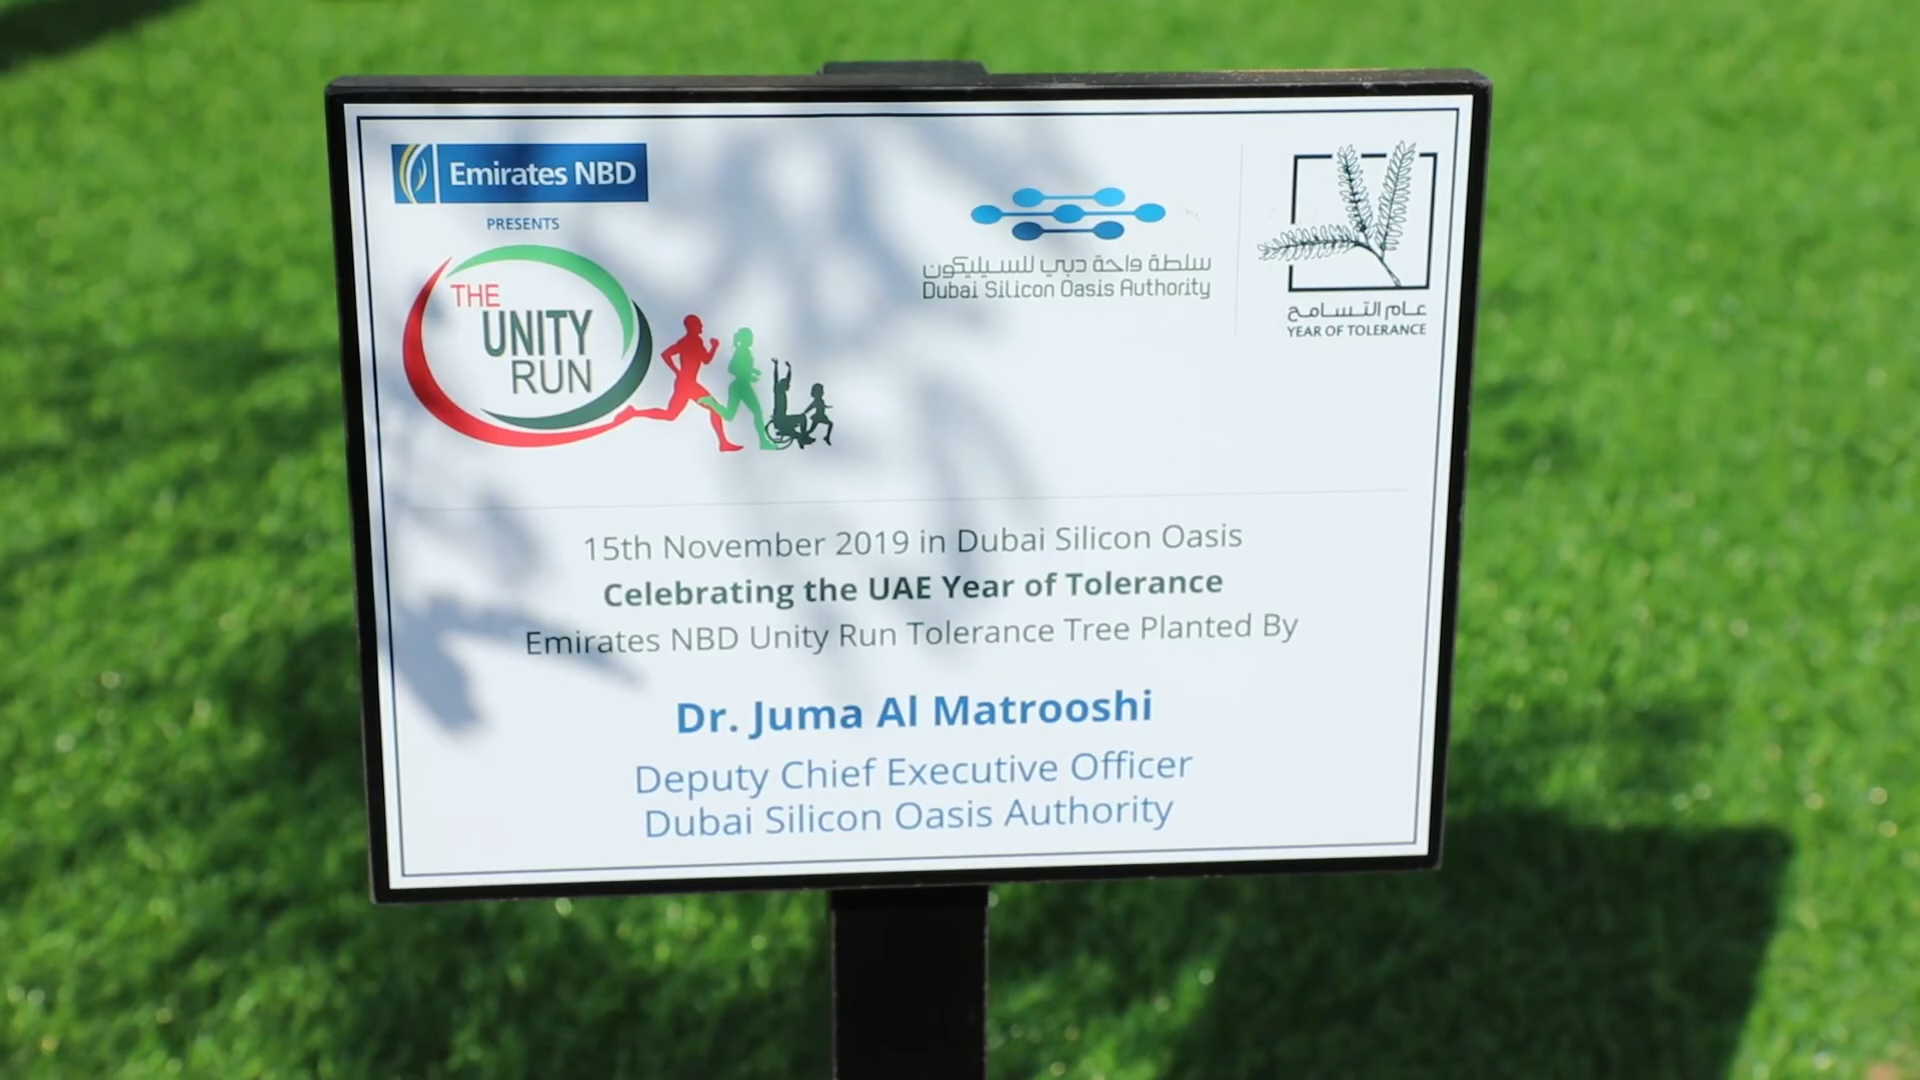 Emirates NBD
PRESENTS
THE
UNITY
RUN
سلطة واحة دبي للسيليكون
Dubai Silicon Oasis Authority
عام التسامح
YEAR OF TOLERANCE
15th November 2019 in Dubai Silicon Oasis
Celebrating the UAE Year of Tolerance
Emirates NBD Unity Run Tolerance Tree Planted By
Dr. Juma Al Matrooshi
Deputy Chief Executive Officer
Dubai Silicon Oasis Authority